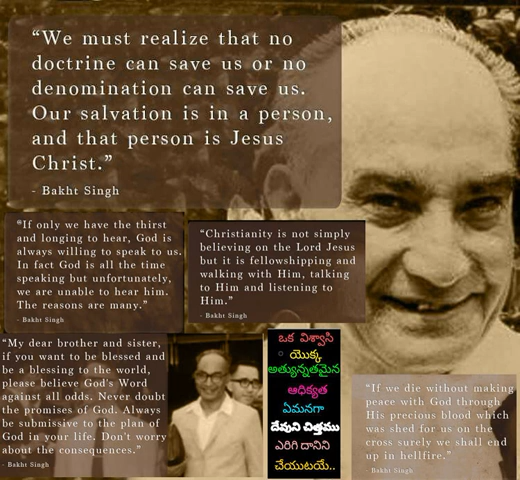 “We must realize that no
doctrine can save us or no
denomination can save us.
Our salvation is in a person,
and that person is Jesus
Christ.”
- Bakht Singh
“If only we have the thirst
and longing to hear, God is
always willing to speak to us.
In fact God is all the time
speaking but unfortunately,
we are unable to hear him.
The reasons are many.”
- Bakht Singh
“Christianity is not simply
believing on the Lord Jesus
but it is fellowshipping and
walking with Him, talking
to Him and listening to
Him.”
- Bakht Singh
“My dear brother and sister,
if you want to be blessed and
be a blessing to the world,
please believe God's Word
against all odds. Never doubt
the promises of God. Always
be submissive to the plan of
God in your life. Don't worry
about the consequences.”
- Bakht Singh
ఒక విశ్వాసి
యొక్క
అత్యున్నతమైన
ఆధిక్యత
ఏమనగా
దేవుని చిత్తము
ఎరిగి దానిని
చేయుటయే..
“If we die without making
peace with God through
His precious blood which
was shed for us on the
cross surely we shall end
up in hellfire.”
- Bakht Singh